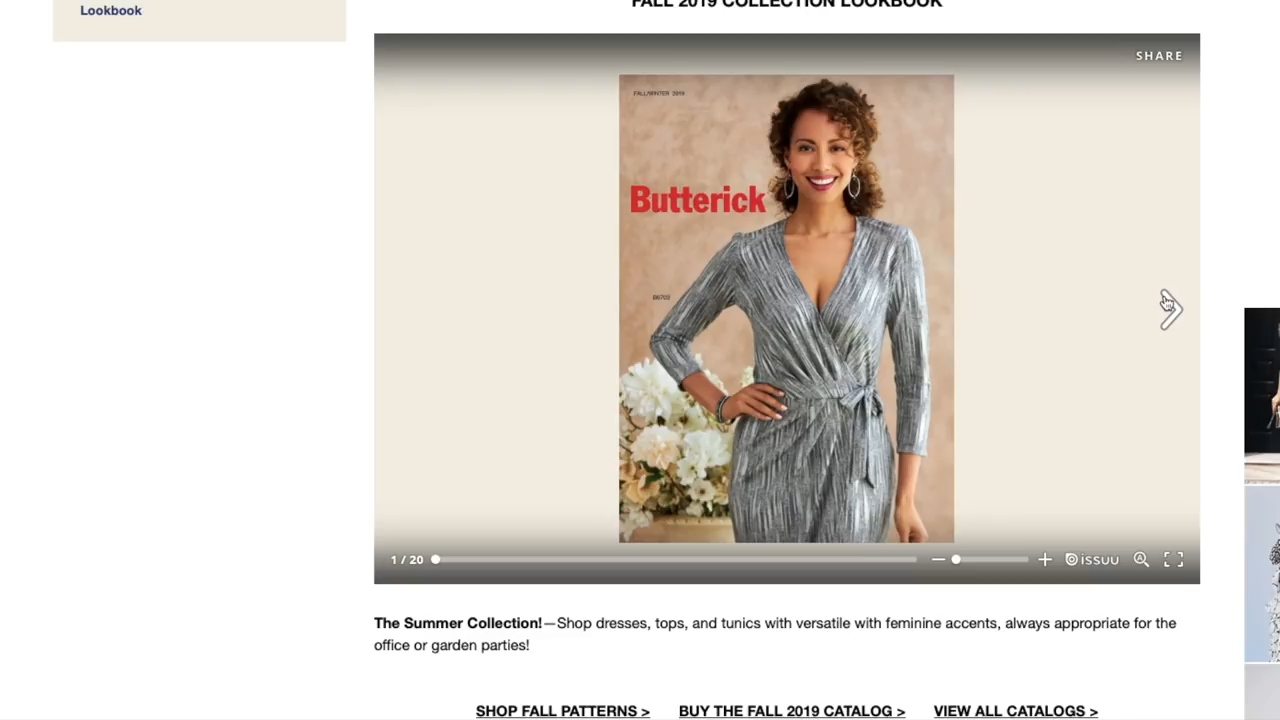 Lookbook
FALL 2019 COLLECTION LOOKBOOK
SHARE
FALL/WINTER 2019
Butterick
B6703
1 / 20
issuu
The Summer Collection!—Shop dresses, tops, and tunics with versatile with feminine accents, always appropriate for the
office or garden parties!
SHOP FALL PATTERNS >
BUY THE FALL 2019 CATALOG >
VIEW ALL CATALOGS >